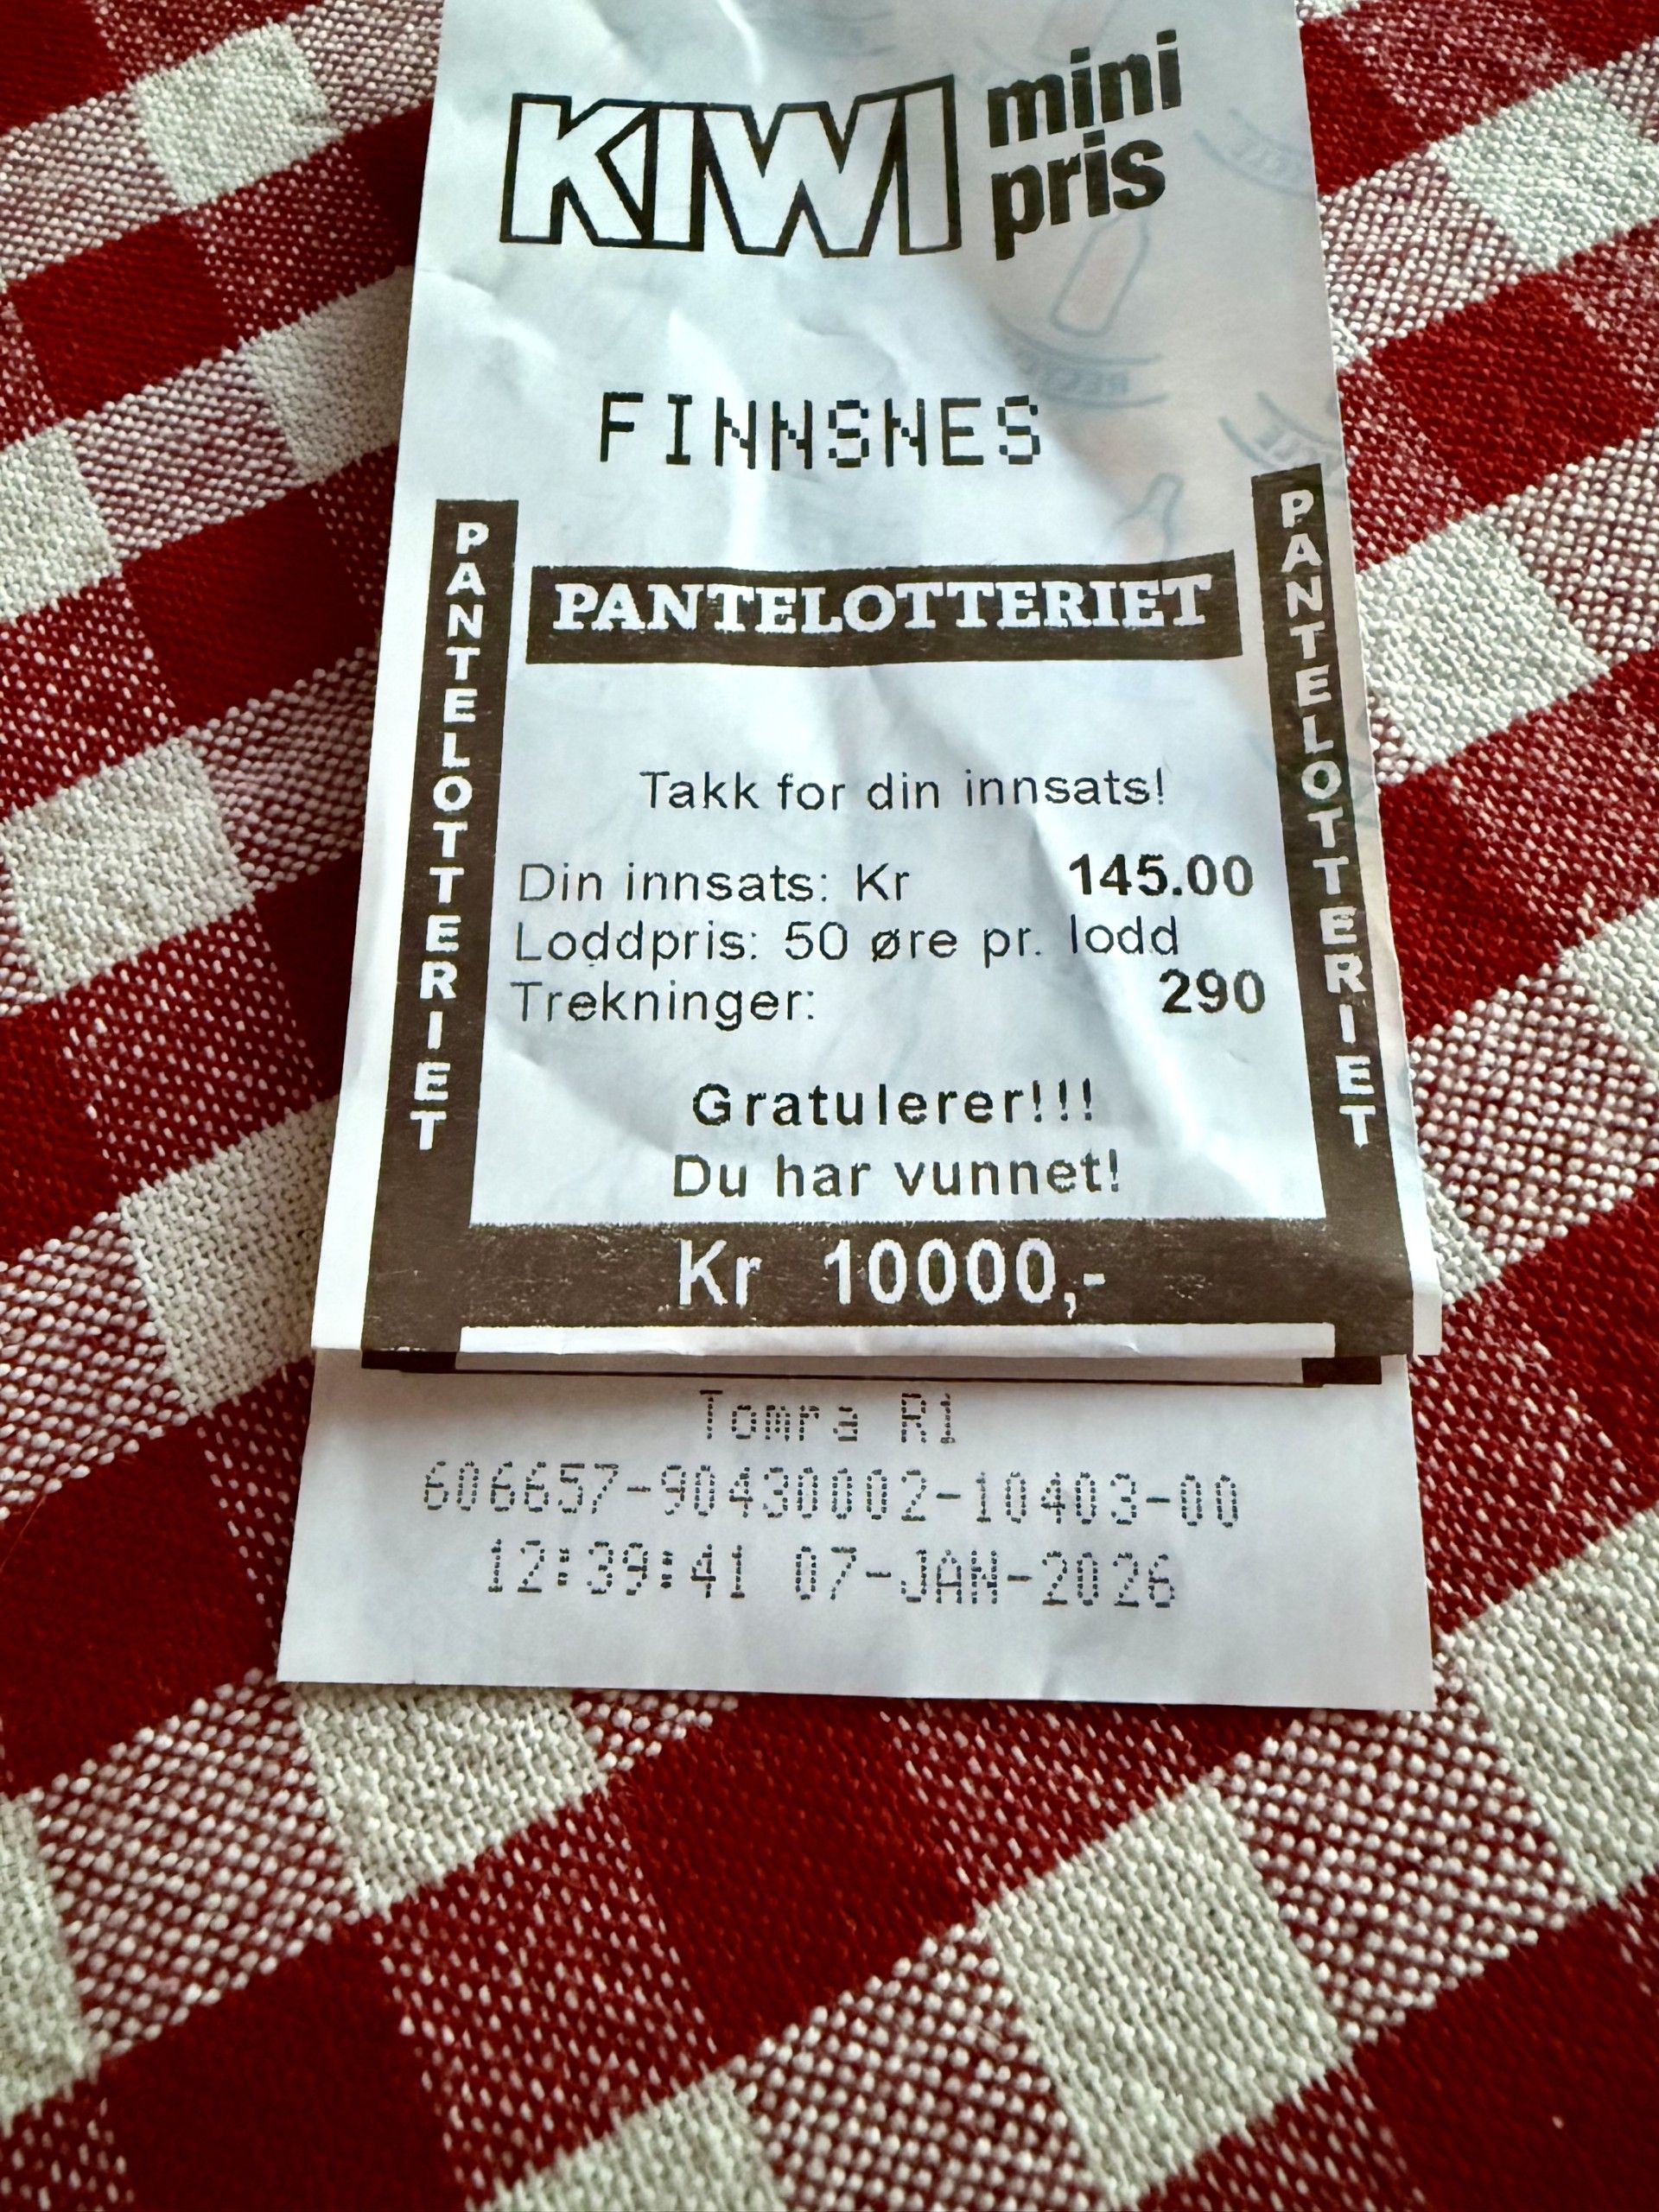 KIWI mini pris
FINNSNES
PANTELOTTERIET
PANTELOTTERIET
PANTELOTTERIET
Takk for din innsats!
Din innsats: Kr 145.00
Loddpris: 50 øre pr. lodd
Trekninger: 290
Gratulerer!!!
Du har vunnet!
Kr 10000,-
Tomra R1
606657-90430002-10403-00
12:39:41 07-JAN-2026